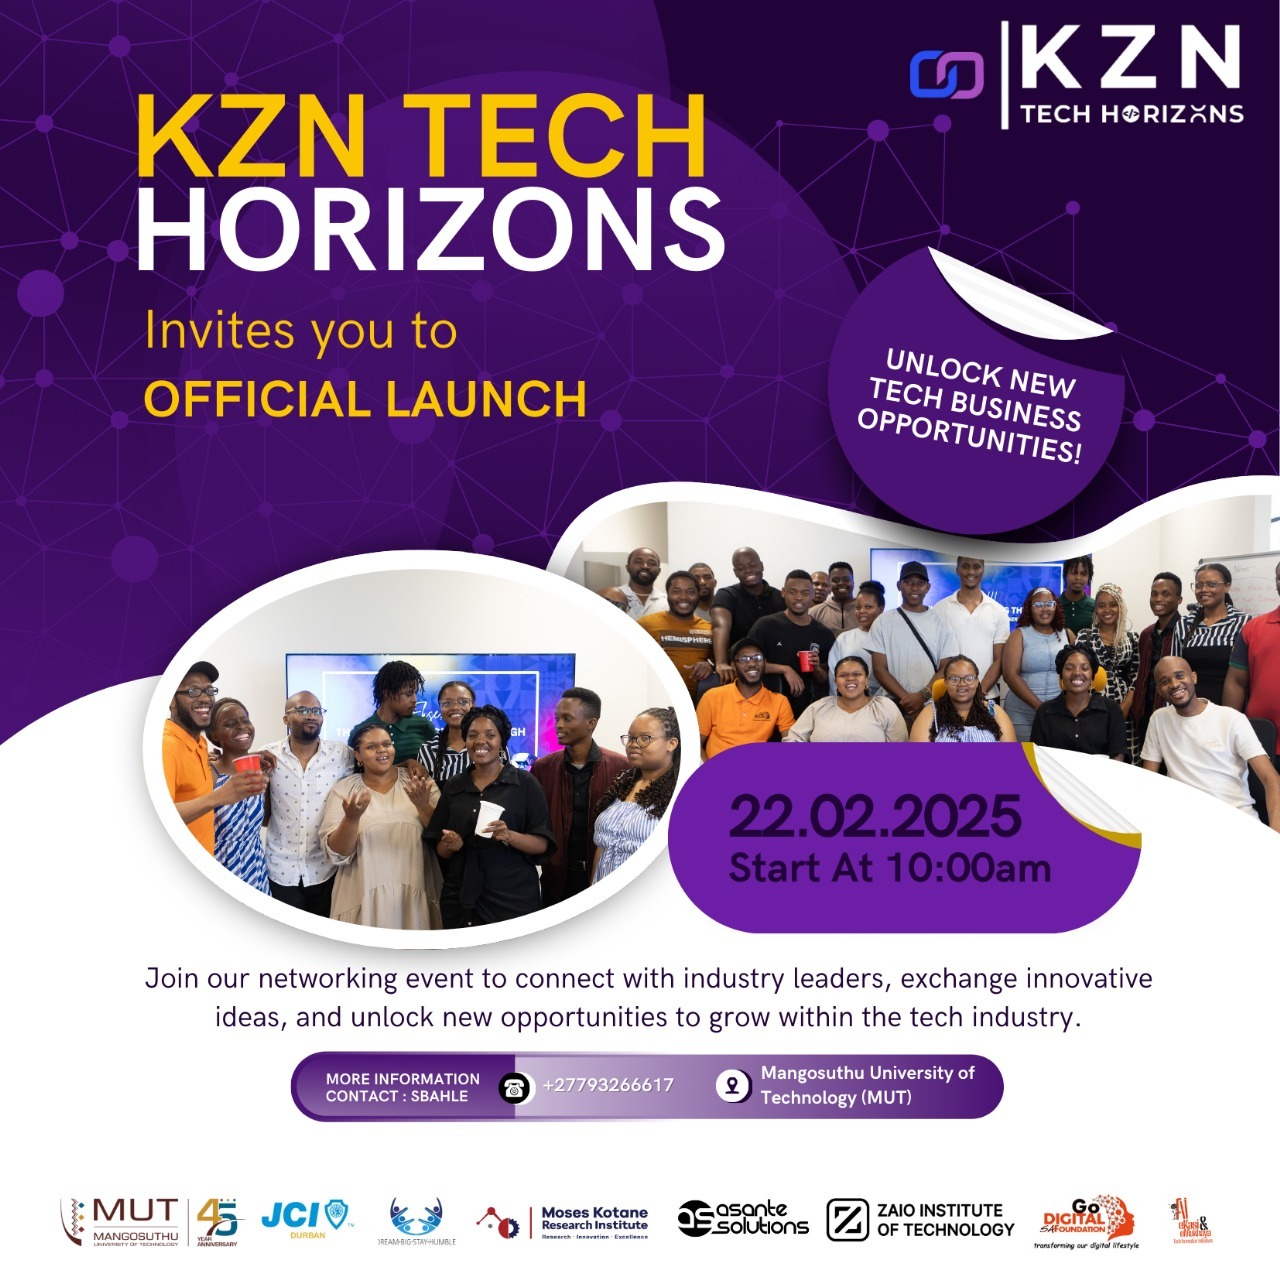 KZN
TECH HORIZONS
KZN TECH
HORIZONS
Invites you to
OFFICIAL LAUNCH
UNLOCK NEW
TECH BUSINESS
OPPORTUNITIES!
HEMISPHERE
22.02.2025
Start At 10:00am
Join our networking event to connect with industry leaders, exchange innovative
ideas, and unlock new opportunities to grow within the tech industry.
MORE INFORMATION
CONTACT : SBAHLE
+27793266617
Mangosuthu University of
Technology (MUT)
MUT
MANGOSUTHU
UNIVERSITY OF TECHNOLOGY
45
YEAR
ANNIVERSARY
JCI
DURBAN
DREAM-BIG-STAY-HUMBLE
Moses Kotane
Research Institute
Research - Innovation - Excellence
as asante
solutions
ZAIO INSTITUTE
OF TECHNOLOGY
Go
DIGITAL
SA FOUNDATION
transforming our digital lifestyle